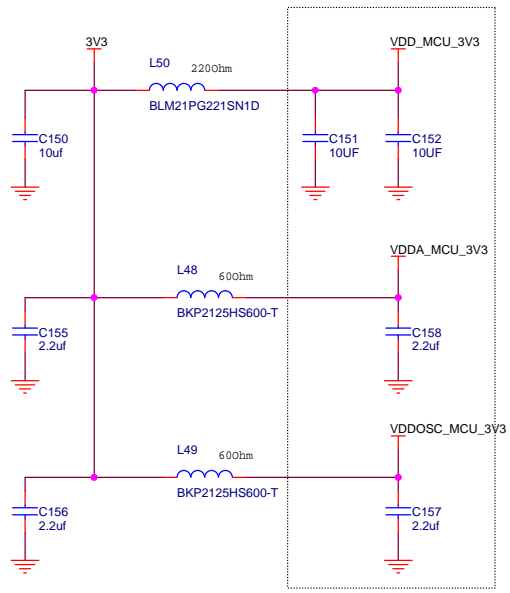 3V3
VDD_MCU_3V3
L50
220Ohm
BLM21PG221SN1D
C150
10uf
C151
10UF
C152
10UF
VDDA_MCU_3V3
L48
60Ohm
BKP2125HS600-T
C155
2.2uf
C158
2.2uf
VDDOSC_MCU_3V3
L49
60Ohm
BKP2125HS600-T
C156
2.2uf
C157
2.2uf